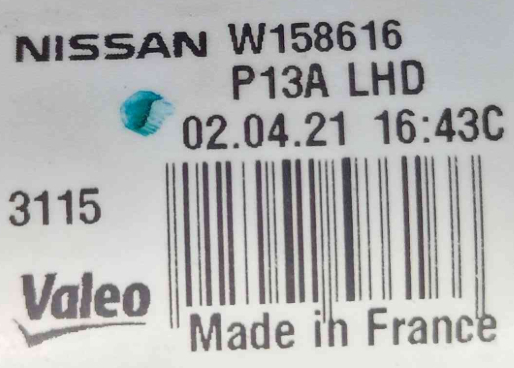 NISSAN W158616
P13A LHD
02.04.21 16:43C
3115
Valeo
Made in France